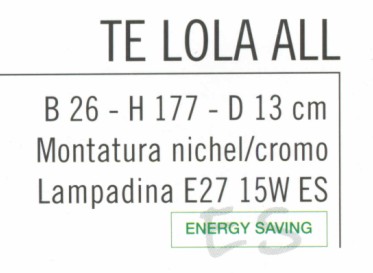 TE LOLA ALL
B 26 - H 177 - D 13 cm
Montatura nichel/cromo
Lampadina E27 15W ES
ES
ENERGY SAVING